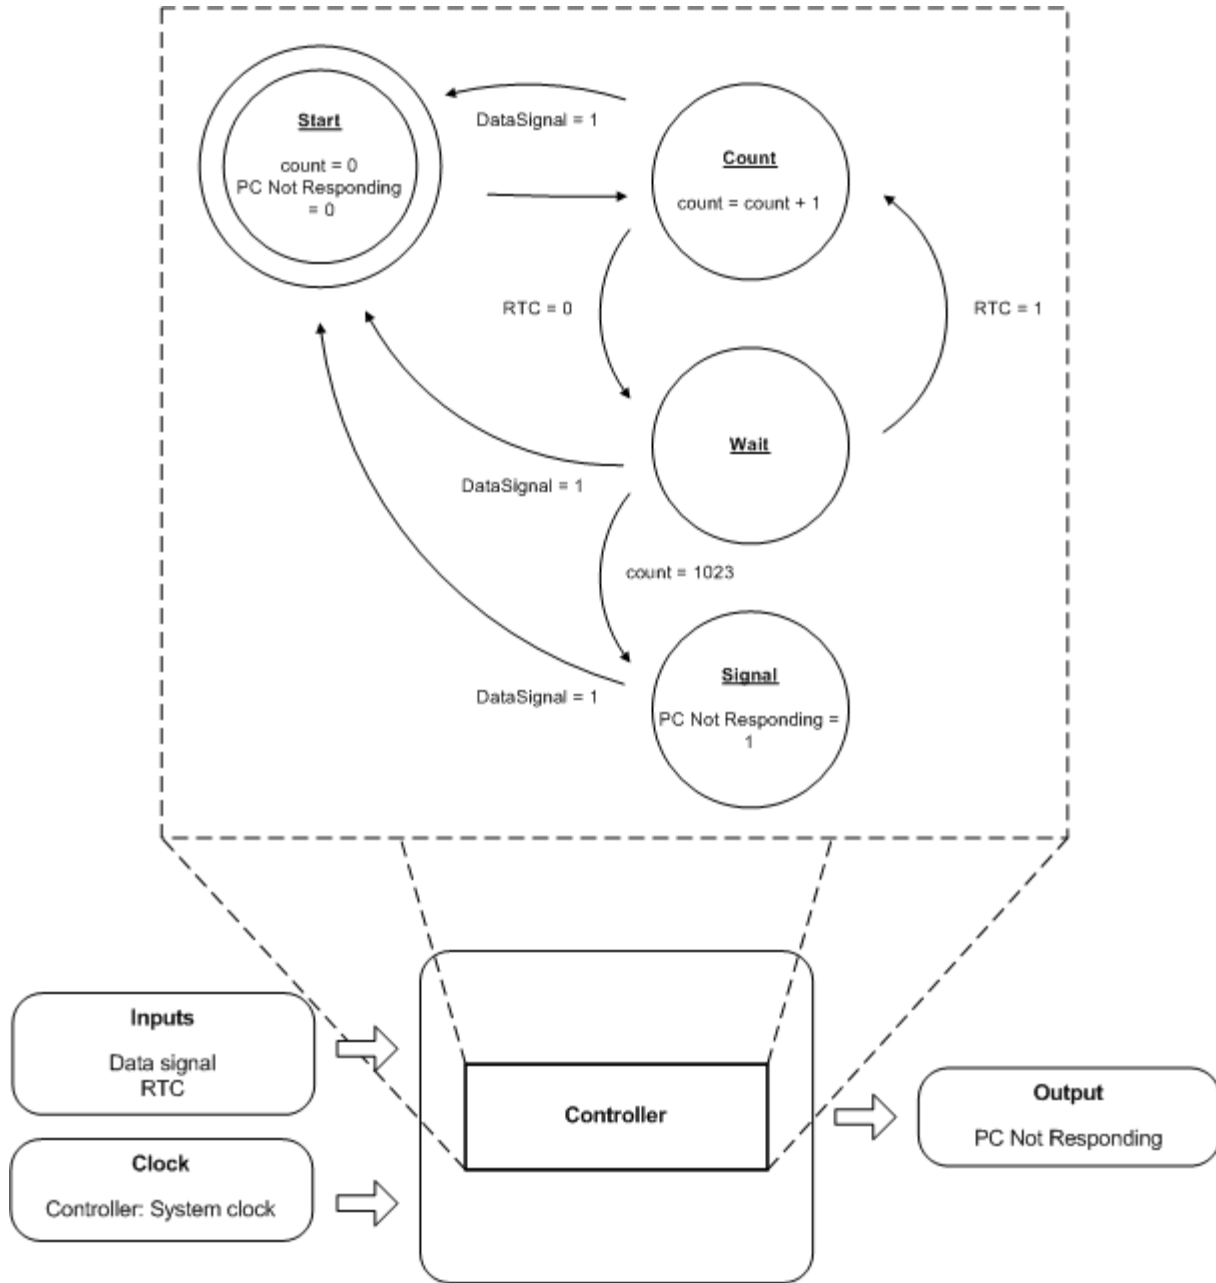 Start
count = 0
PC Not Responding
= 0
DataSignal = 1
Count
count = count + 1
RTC = 0
RTC = 1
Wait
DataSignal = 1
count = 1023
Signal
PC Not Responding =
1
DataSignal = 1
Inputs
Data signal
RTC
Clock
Controller: System clock
Controller
Output
PC Not Responding